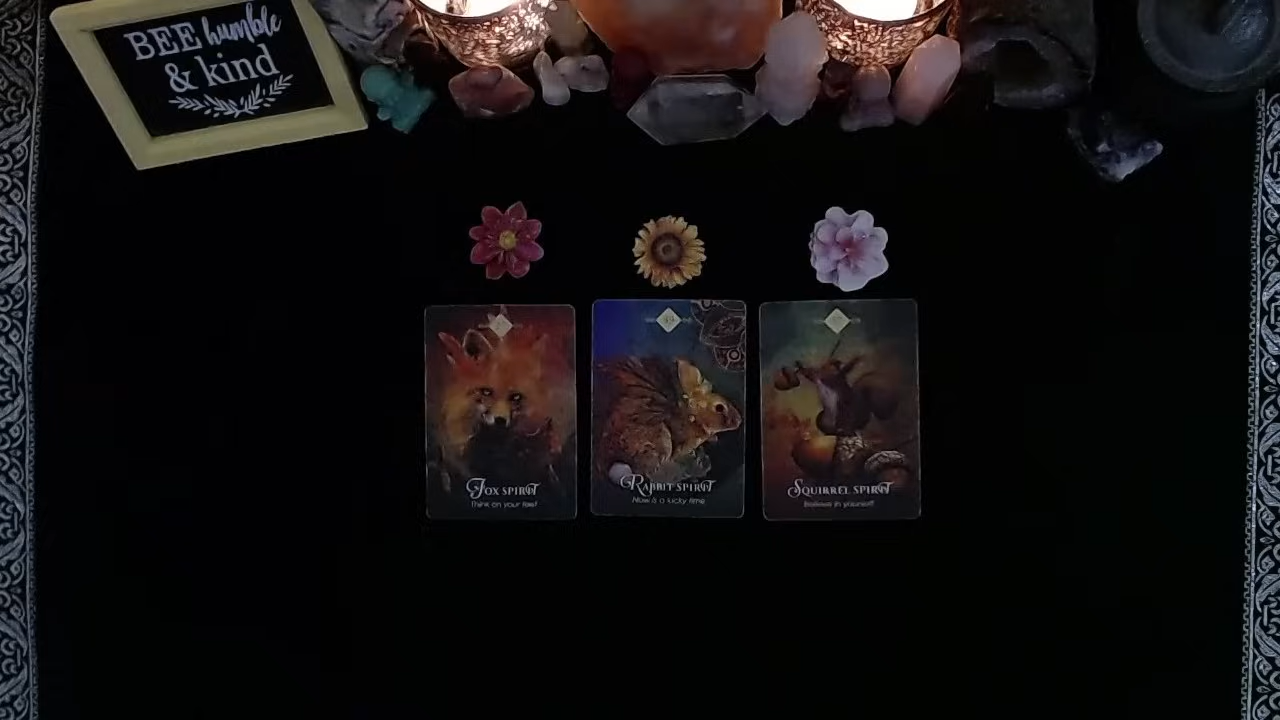 BEE humble
& kind
FOX SPIRIT
Think on your feet
RABBIT SPIRIT
Now is a lucky time
SQUIRREL SPIRIT
Believe in yourself